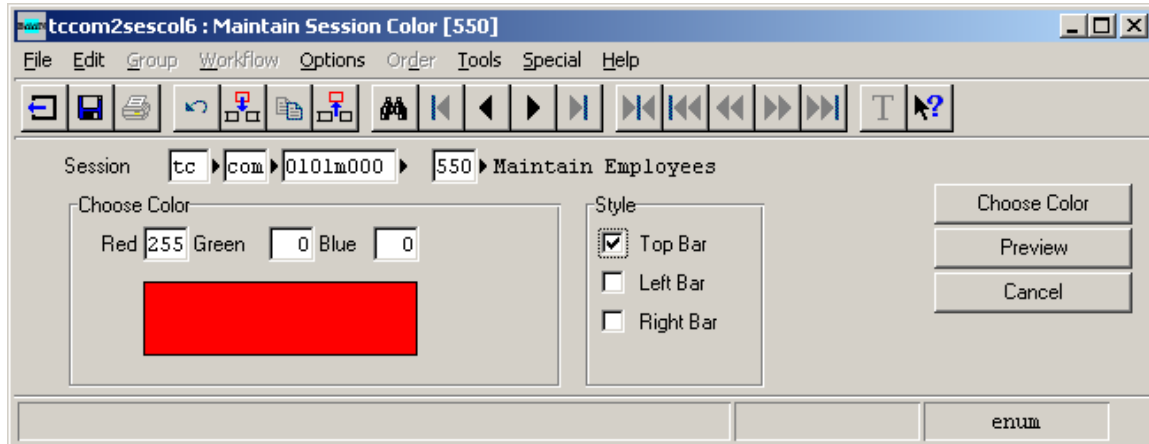 tccom2sescol6 : Maintain Session Color [550]
File Edit Group Workflow Options Order Tools Special Help
T ?
Session tc com 0101m000 550 Maintain Employees
Choose Color
Red 255 Green 0 Blue 0
Style
Top Bar
Left Bar
Right Bar
Choose Color
Preview
Cancel
enum